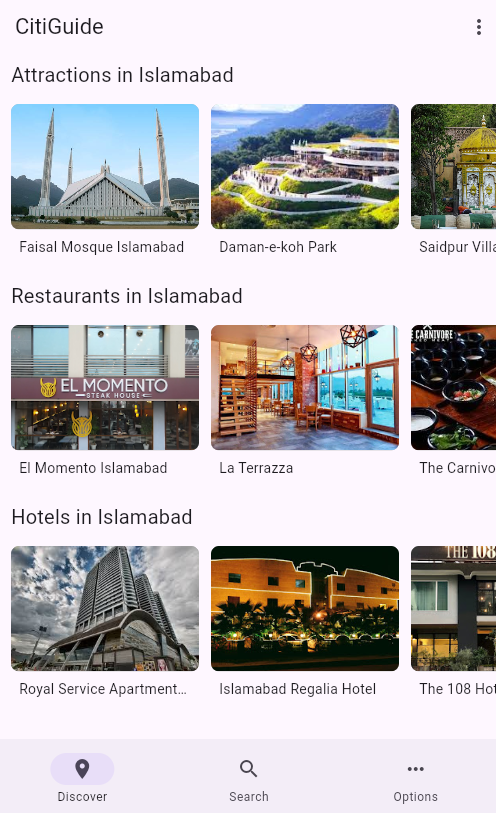 CitiGuide
Attractions in Islamabad
Faisal Mosque Islamabad
Daman-e-koh Park
Saidpur Villa
Restaurants in Islamabad
EL MOMENTO
STEAK HOUSE
CARNIVORE
El Momento Islamabad
La Terrazza
The Carnivo
Hotels in Islamabad
THE 108
Royal Service Apartment…
Islamabad Regalia Hotel
The 108 Hot
Discover
Search
Options